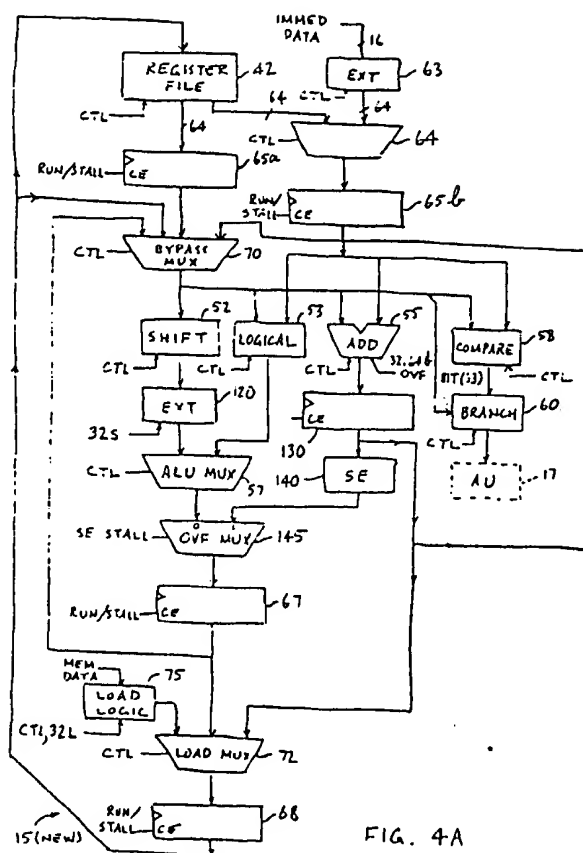 IMMED
DATA
16
REGISTER
FILE
42
EXT
63
CTL
64
CTL
64
64
CTL
64
RUN/STALL
CE
65a
RUN/
STALL
CE
65b
CTL
BYPASS
MUX
70
52
53
55
SHIFT
LOGICAL
ADD
COMPARE
58
CTL
CTL
CTL
32,64b
OVF
CTL
EXT
120
CE
BRANCH
60
32S
130
CTL
CTL
ALU MUX
57
140
SE
AU
17
SE STALL
OVF MUX
145
RUN/STALL
CE
67
MEM
DATA
75
LOAD
LOGIC
CTL,32L
CTL
LOAD MUX
72
RUN/
STALL
CE
68
15(NEW)
FIG. 4A